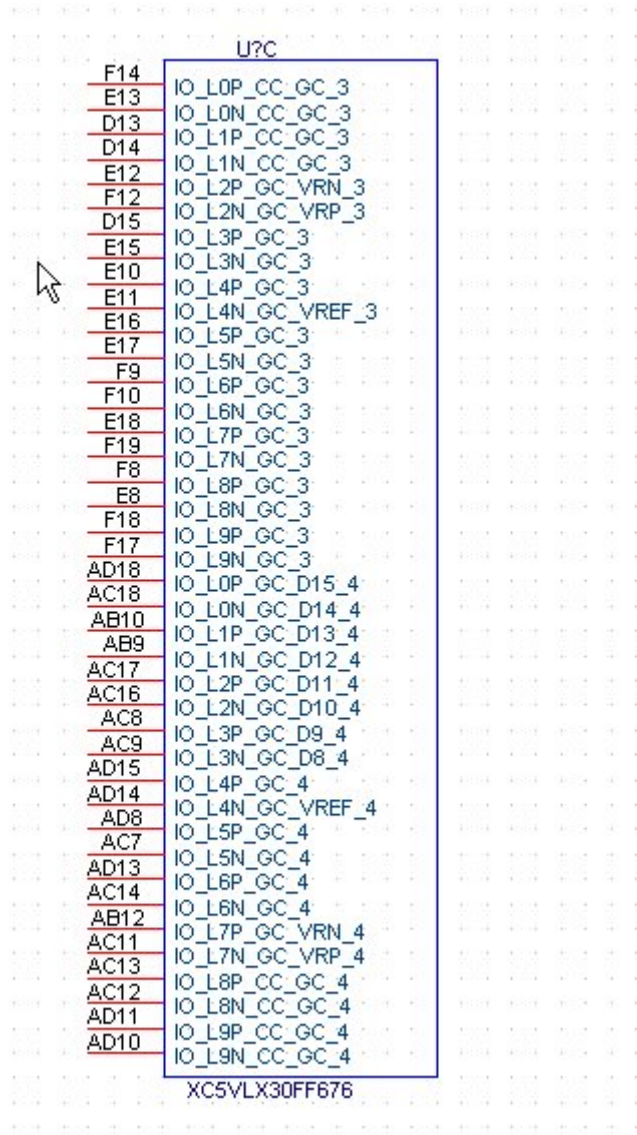 U?C
F14 IO_L0P_CC_GC_3
E13 IO_L0N_CC_GC_3
D13 IO_L1P_CC_GC_3
D14 IO_L1N_CC_GC_3
E12 IO_L2P_GC_VRN_3
F12 IO_L2N_GC_VRP_3
D15 IO_L3P_GC_3
E15 IO_L3N_GC_3
E10 IO_L4P_GC_3
E11 IO_L4N_GC_VREF_3
E16 IO_L5P_GC_3
E17 IO_L5N_GC_3
F9 IO_L6P_GC_3
F10 IO_L6N_GC_3
E18 IO_L7P_GC_3
F19 IO_L7N_GC_3
F8 IO_L8P_GC_3
E8 IO_L8N_GC_3
F18 IO_L9P_GC_3
F17 IO_L9N_GC_3
AD18 IO_L0P_GC_D15_4
AC18 IO_L0N_GC_D14_4
AB10 IO_L1P_GC_D13_4
AB9 IO_L1N_GC_D12_4
AC17 IO_L2P_GC_D11_4
AC16 IO_L2N_GC_D10_4
AC8 IO_L3P_GC_D9_4
AC9 IO_L3N_GC_D8_4
AD15 IO_L4P_GC_4
AD14 IO_L4N_GC_VREF_4
AD8 IO_L5P_GC_4
AC7 IO_L5N_GC_4
AD13 IO_L6P_GC_4
AC14 IO_L6N_GC_4
AB12 IO_L7P_GC_VRN_4
AC11 IO_L7N_GC_VRP_4
AC13 IO_L8P_CC_GC_4
AC12 IO_L8N_CC_GC_4
AD11 IO_L9P_CC_GC_4
AD10 IO_L9N_CC_GC_4
XC5VLX30FF676